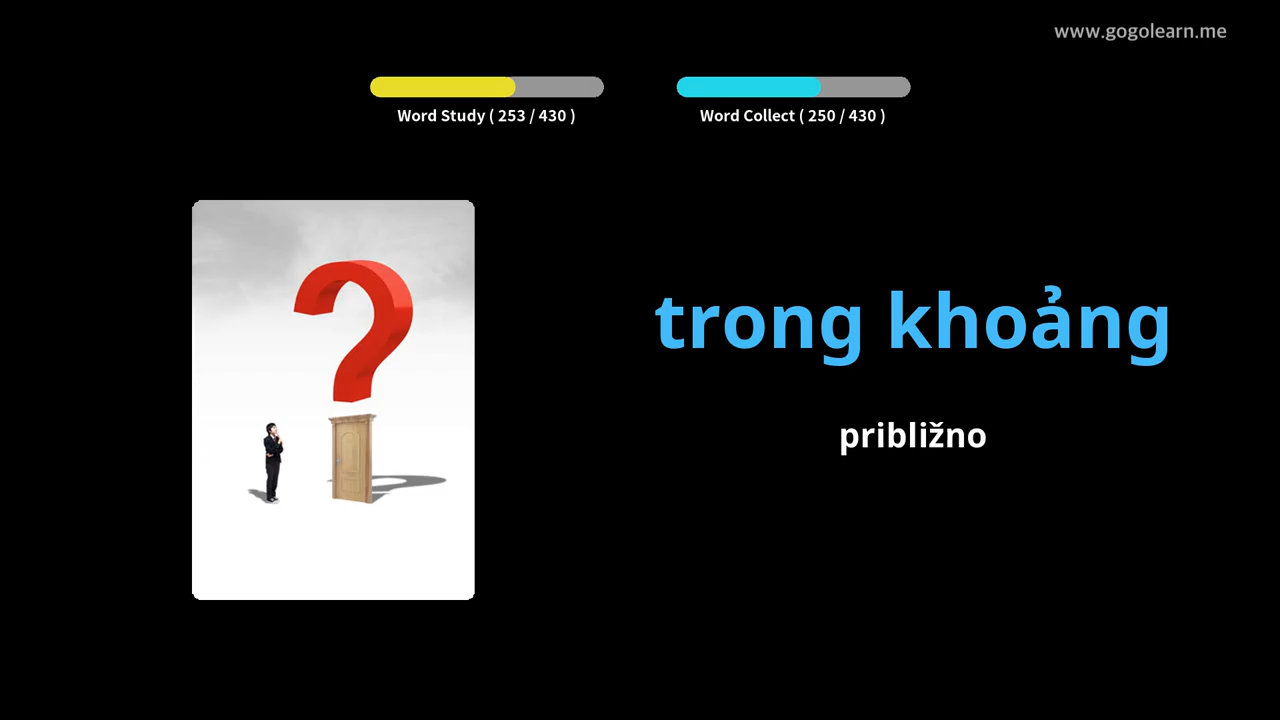 www.gogolearn.me
Word Study ( 253 / 430 )
Word Collect ( 250 / 430 )
trong khoảng
približno